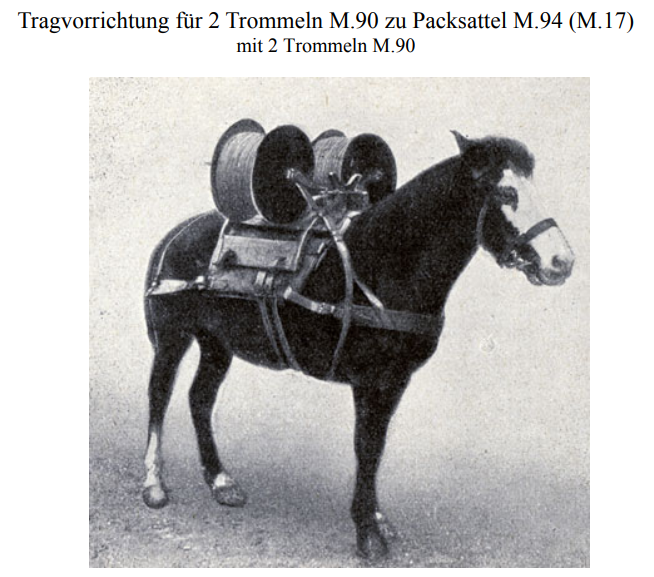 Tragvorrichtung für 2 Trommeln M.90 zu Packsattel M.94 (M.17)
mit 2 Trommeln M.90